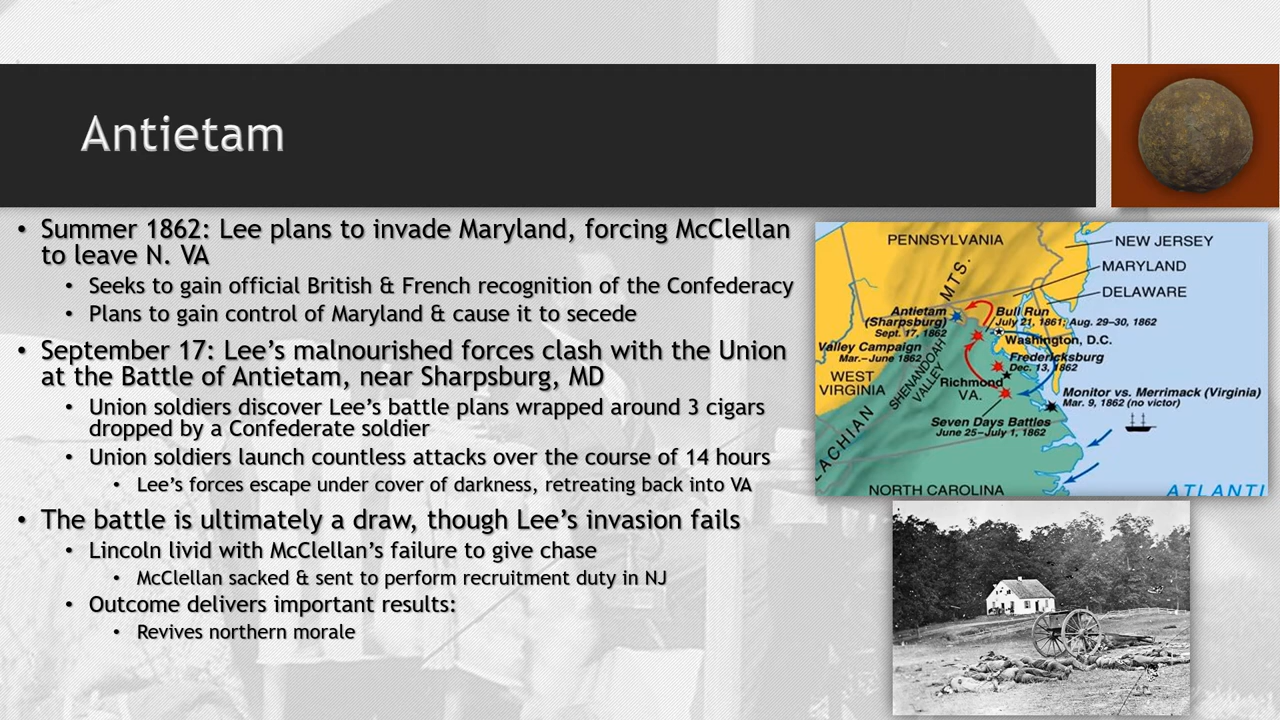 Antietam
• Summer 1862: Lee plans to invade Maryland, forcing McClellan
to leave N. VA
• Seeks to gain official British & French recognition of the Confederacy
• Plans to gain control of Maryland & cause it to secede
• September 17: Lee’s malnourished forces clash with the Union
at the Battle of Antietam, near Sharpsburg, MD
• Union soldiers discover Lee’s battle plans wrapped around 3 cigars
dropped by a Confederate soldier
• Union soldiers launch countless attacks over the course of 14 hours
• Lee’s forces escape under cover of darkness, retreating back into VA
• The battle is ultimately a draw, though Lee’s invasion fails
• Lincoln livid with McClellan’s failure to give chase
• McClellan sacked & sent to perform recruitment duty in NJ
• Outcome delivers important results:
• Revives northern morale
PENNSYLVANIA
NEW JERSEY
MARYLAND
DELAWARE
MTS.
Antietam
(Sharpsburg)
Sept. 17, 1862
Bull Run
July 21, 1861; Aug. 29–30, 1862
Washington, D.C.
Valley Campaign
Mar.–June 1862
Fredericksburg
Dec. 13, 1862
WEST
VIRGINIA
SHENANDOAH
VALLEY
Richmond
VA.
Monitor vs. Merrimack (Virginia)
Mar. 9, 1862 (no victor)
Seven Days Battles
June 25–July 1, 1862
LACHIAN
NORTH CAROLINA
ATLANTI